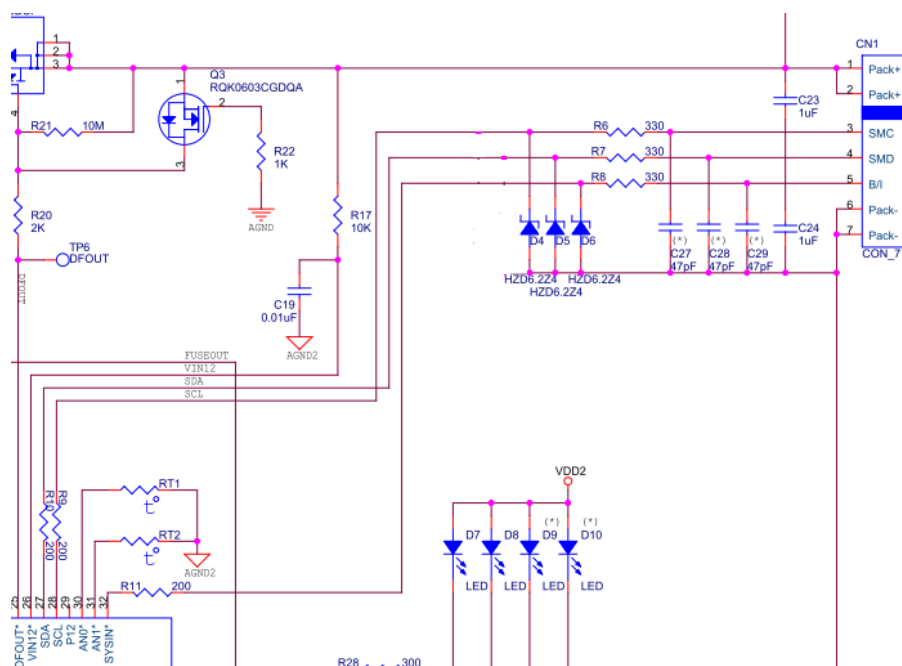 1
2
3
4
Q3
RQK0603CGDQA
1
2
3
R21
10M
R22
1K
AGND
R20
2K
TP6
DFOUT
DFOUT
R17
10K
C19
0.01uF
AGND2
FUSEOUT
VIN12
SDA
SCL
R6
330
R7
330
R8
330
D4
D5
D6
HZD6.2Z4
HZD6.2Z4
HZD6.2Z4
(*)
(*)
(*)
C27
C28
C29
47pF
47pF
47pF
C23
1uF
C24
1uF
CN1
1
Pack+
2
Pack+
3
SMC
4
SMD
5
B/I
6
Pack-
7
Pack-
CON_7
RT1
t°
RT2
t°
AGND2
R10
R9
200
200
R11
200
25
26
27
28
29
30
31
32
DFOUT*
VIN12*
SDA
SCL
P12
AN0*
AN1*
SYSIN*
VDD2
D7
D8
(*)
D9
(*)
D10
LED
LED
LED
LED
R28
300